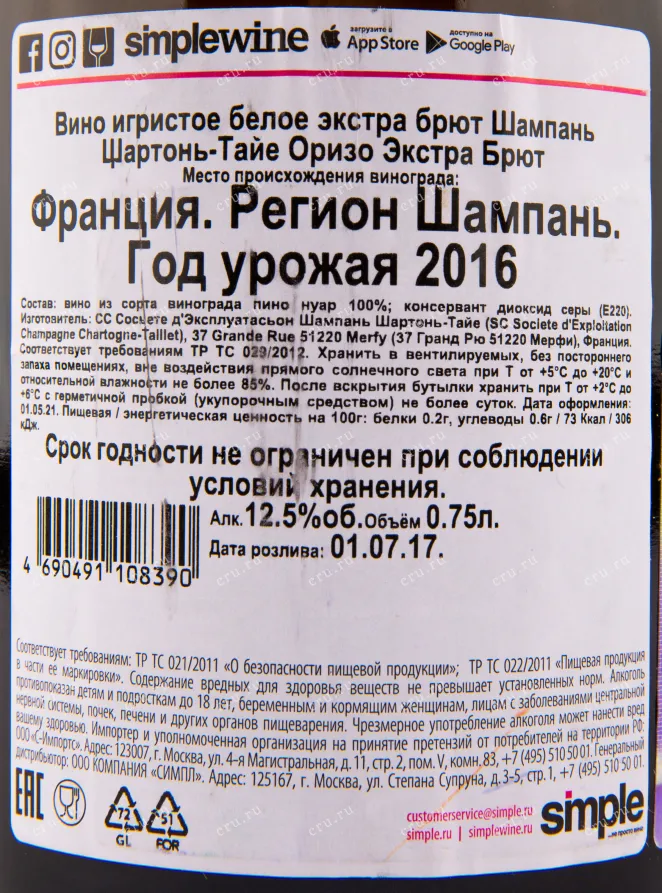 simplewine загрузите в App Store доступно на Google Play
Вино игристое белое экстра брют Шампань
Шартонь-Тайе Оризо Экстра Брют
Место происхождения винограда:
Франция. Регион Шампань.
Год урожая 2016
Состав: вино из сорта винограда пино нуар 100%; консервант диоксид серы (E220).
Изготовитель: СС Сосьете д'Эксплуатасьон Шампань Шартонь-Тайе (SC Societe d'Exploitation
Champagne Chartogne-Taillet), 37 Grande Rue 51220 Merfy (37 Гранд Рю 51220 Мерфи), Франция.
Соответствует требованиям ТР ТС 029/2012. Хранить в вентилируемых, без постороннего
запаха помещениях, вне воздействия прямого солнечного света при Т от +5°С до +20°С и
относительной влажности не более 85%. После вскрытия бутылки хранить при Т от +2°С до
+6°С с герметичной пробкой (укупорочным средством) не более суток. Дата оформления:
01.05.21. Пищевая / энергетическая ценность на 100г: белки 0.2г, углеводы 0.6г / 73 Ккал / 306
кДж.
Срок годности не ограничен при соблюдении
условий хранения.
Алк. 12.5%об. Объём 0.75л.
Дата розлива: 01.07.17.
4 690491 108390
Соответствует требованиям: ТР ТС 021/2011 «О безопасности пищевой продукции»; ТР ТС 022/2011 «Пищевая продукция
в части ее маркировки». Содержание вредных для здоровья веществ не превышает установленных норм. Алкоголь
противопоказан детям и подросткам до 18 лет, беременным и кормящим женщинам, лицам с заболеваниями центральной
нервной системы, почек, печени и других органов пищеварения. Чрезмерное употребление алкоголя может нанести вред
вашему здоровью. Импортер и уполномоченная организация на принятие претензий от потребителей на территории РФ:
ООО «С-Импортс». Адрес: 123007, г. Москва, ул. 4-я Магистральная, д. 11, стр. 2, пом. V, комн. 83, +7 (495) 510 50 01. Генеральный
дистрибьютор: ООО КОМПАНИЯ «СИМПЛ». Адрес: 125167, г. Москва, ул. Степана Супруна, д. 3-5, стр. 1, +7 (495) 510 50 01.
EAC 72 GL 51 FOR
customerservice@simple.ru
simple.ru | simplewine.ru
simple
...не просто вино